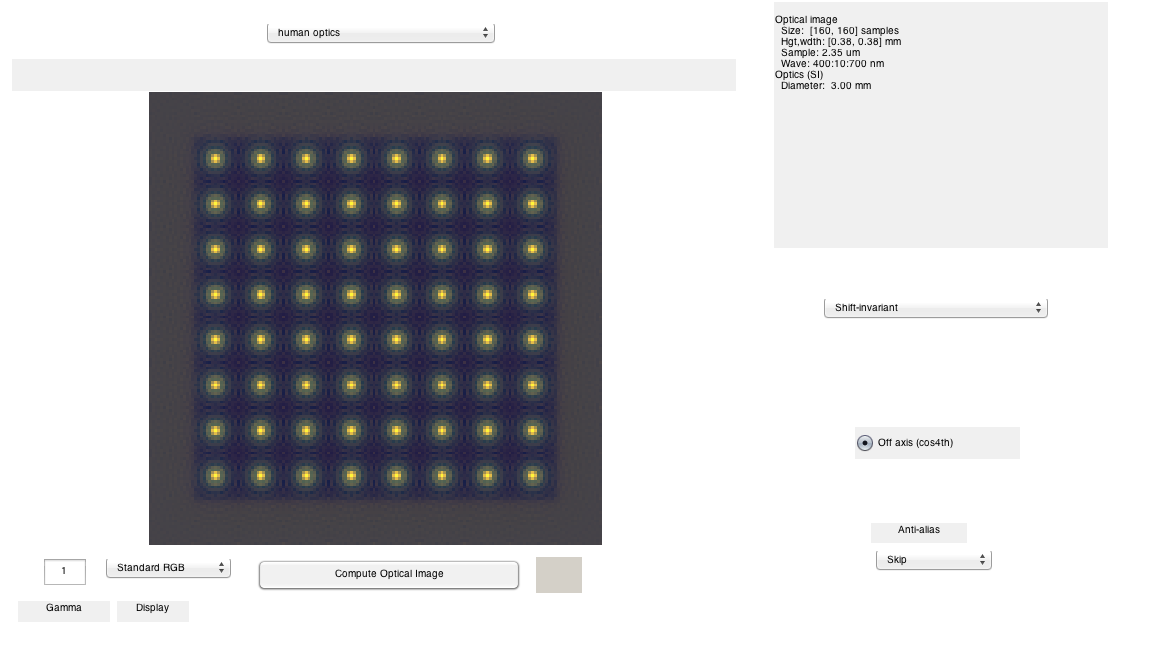 human optics
Optical image
Size:  [160, 160] samples
Hgt,wdth: [0.38, 0.38] mm
Sample: 2.35 um
Wave: 400:10:700 nm
Optics (SI)
Diameter:  3.00 mm
Shift-invariant
Off axis (cos4th)
Anti-alias
Skip
1
Standard RGB
Compute Optical Image
Gamma
Display